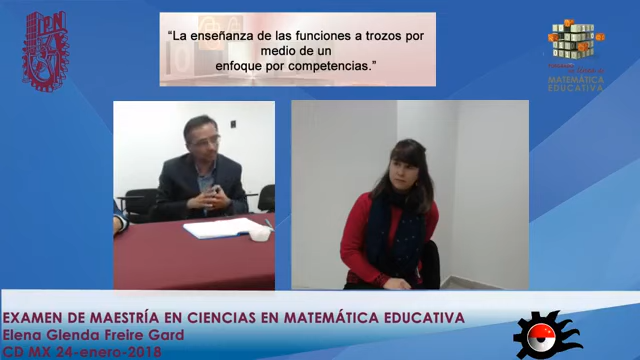 IPN
“La enseñanza de las funciones a trozos por
medio de un
enfoque por competencias.”
MATEMÁTICA
EDUCATIVA
EXAMEN DE MAESTRÍA EN CIENCIAS EN MATEMÁTICA EDUCATIVA
Elena Glenda Freire Gard
CD MX 24-enero-2018